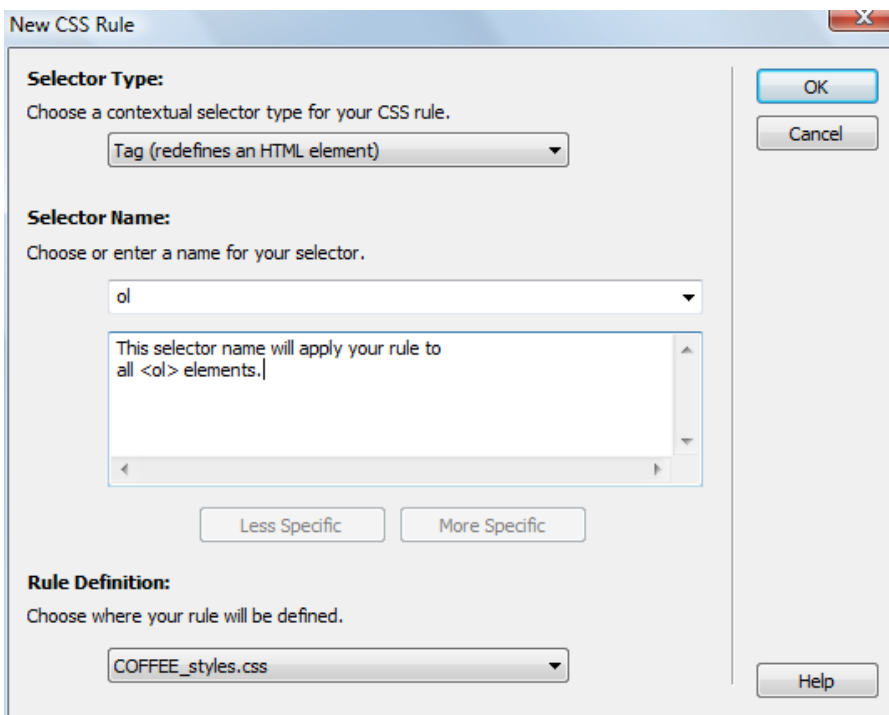 New CSS Rule
Selector Type:
OK
Choose a contextual selector type for your CSS rule.
Cancel
Tag (redefines an HTML element)
Selector Name:
Choose or enter a name for your selector.
ol
This selector name will apply your rule to
all <ol> elements.
Less Specific
More Specific
Rule Definition:
Choose where your rule will be defined.
COFFEE_styles.css
Help